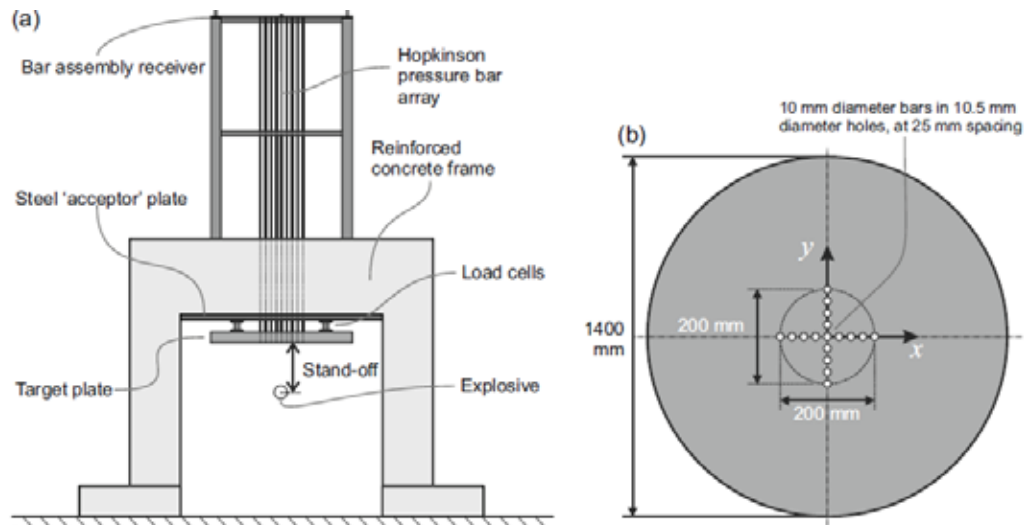 (a)
Bar assembly receiver
Hopkinson
pressure bar
array
Reinforced
concrete frame
Steel 'acceptor' plate
Load cells
Stand-off
Target plate
Explosive
(b)
10 mm diameter bars in 10.5 mm
diameter holes, at 25 mm spacing
y
1400
mm
200 mm
x
200 mm